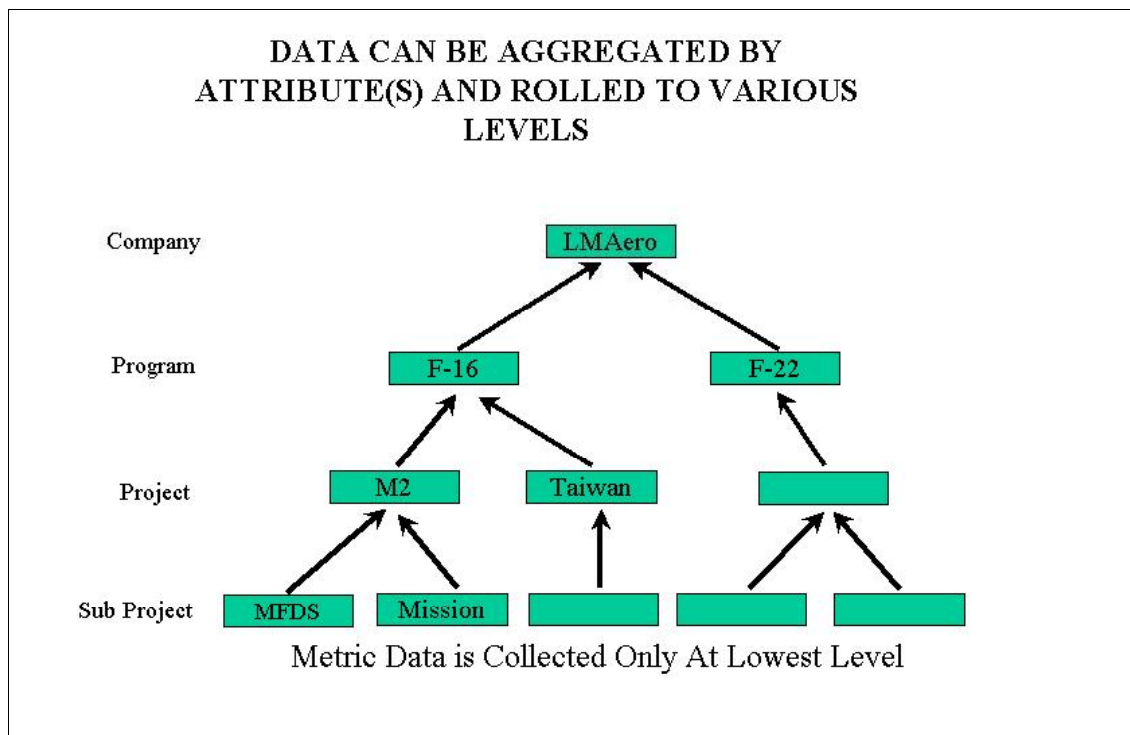 DATA CAN BE AGGREGATED BY
ATTRIBUTE(S) AND ROLLED TO VARIOUS
LEVELS
Company
LMAero
Program
F-16
F-22
Project
M2
Taiwan
Sub Project
MFDS
Mission
Metric Data is Collected Only At Lowest Level